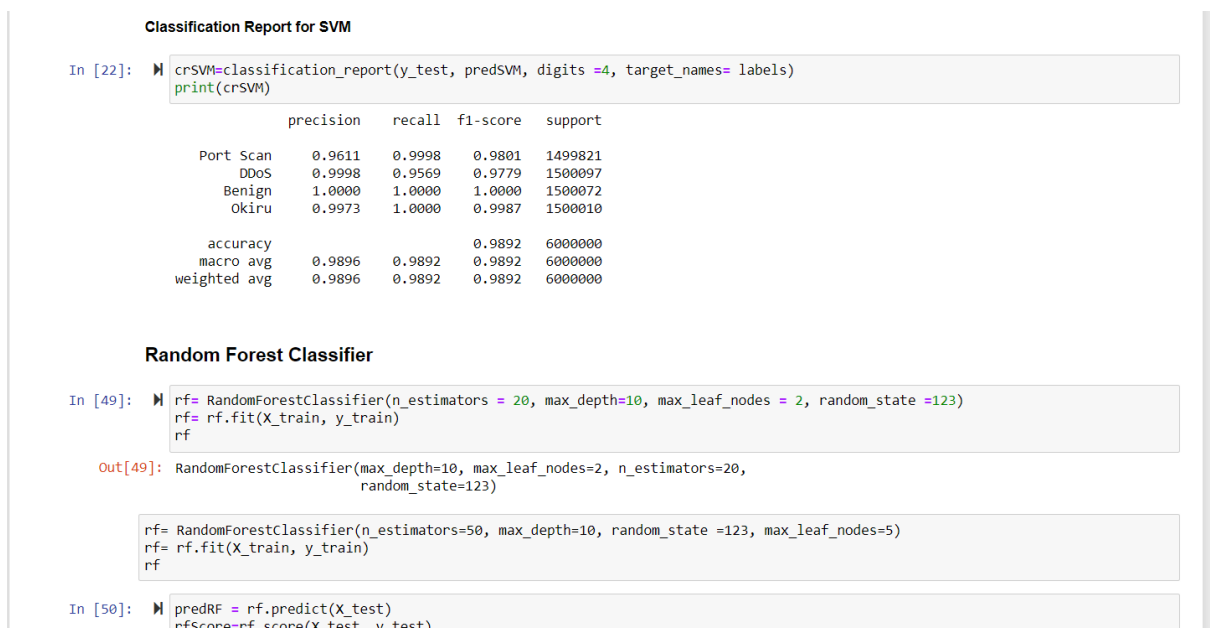 Classification Report for SVM
In [22]: crSVM=classification_report(y_test, predSVM, digits =4, target_names= labels)
print(crSVM)
precision recall f1-score support
Port Scan 0.9611 0.9998 0.9801 1499821
DDoS 0.9998 0.9569 0.9779 1500097
Benign 1.0000 1.0000 1.0000 1500072
Okiru 0.9973 1.0000 0.9987 1500010
accuracy 0.9892 6000000
macro avg 0.9896 0.9892 0.9892 6000000
weighted avg 0.9896 0.9892 0.9892 6000000
Random Forest Classifier
In [49]: rf= RandomForestClassifier(n_estimators = 20, max_depth=10, max_leaf_nodes = 2, random_state =123)
rf= rf.fit(X_train, y_train)
rf
Out[49]: RandomForestClassifier(max_depth=10, max_leaf_nodes=2, n_estimators=20,
random_state=123)
rf= RandomForestClassifier(n_estimators=50, max_depth=10, random_state =123, max_leaf_nodes=5)
rf= rf.fit(X_train, y_train)
rf
In [50]: predRF = rf.predict(X_test)
rfScore=rf.score(X_test, y_test)